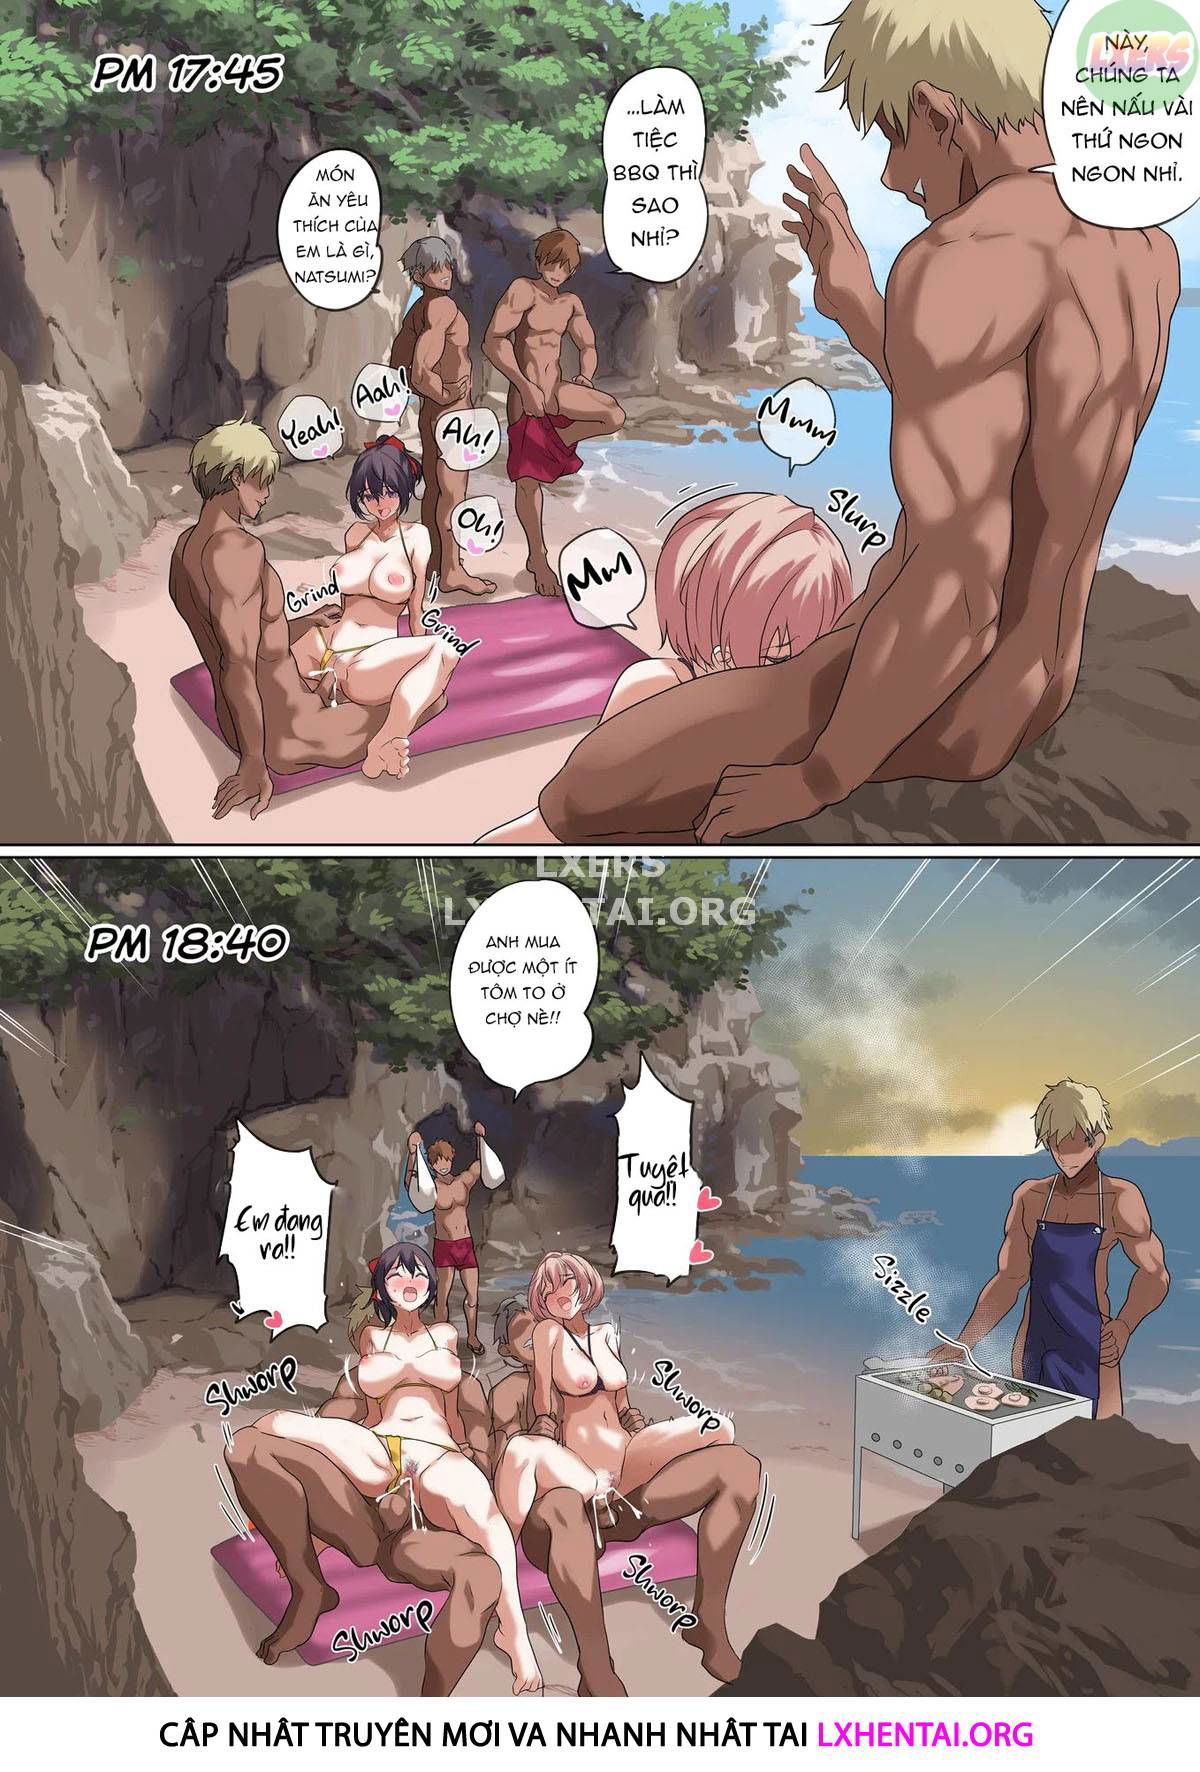 PM 17:45
LXERS
NÀY,
CHÚNG TA
NÊN NẤU VÀI
THỨ NGON
NGON NHỈ.
...LÀM
TIỆC
BBQ THÌ
SAO
NHỈ?
MÓN
ĂN YÊU
THÍCH CỦA
EM LÀ GÌ,
NATSUMI?
Yeah!
Aah!
Ah!
Oh!
Mmm
Mm
Slurp
Grind
Grind
LXERS
LXHENTAI.ORG
PM 18:40
ANH MUA
ĐƯỢC MỘT ÍT
TÔM TO Ở
CHỢ NÈ!!
Tuyệt
quá!!
Em đang
ra!!
Sizzle
Shworp
Shworp
Shworp
Shworp
CẬP NHẬT TRUYỆN MỚI VÀ NHANH NHẤT TẠI LXHENTAI.ORG